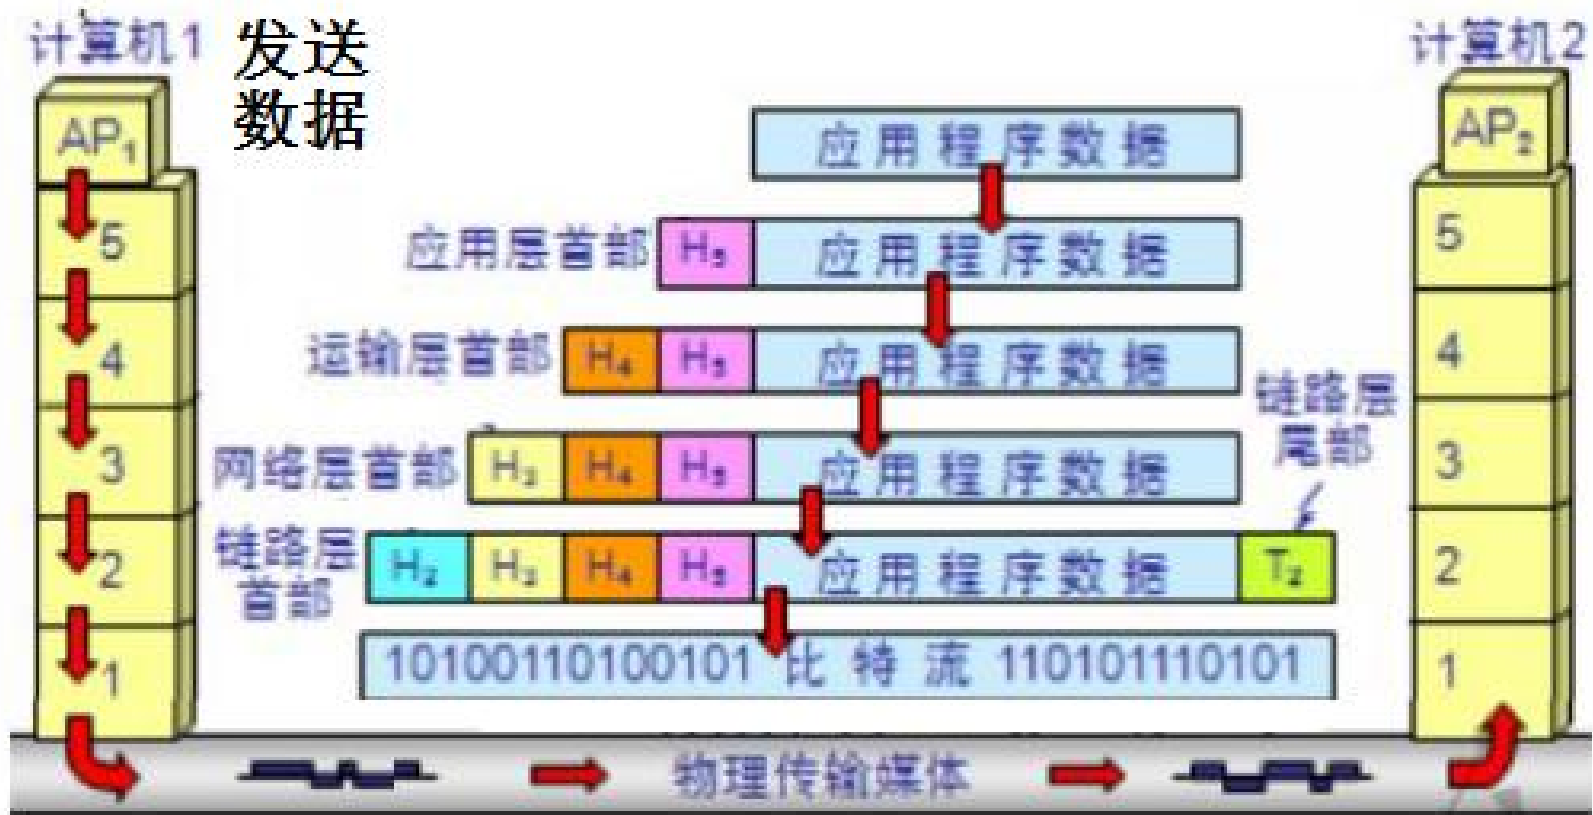 计算机1
发送
数据
计算机2
AP1
AP2
应用程序数据
5
应用层首部
H5
应用程序数据
5
4
运输层首部
H4
H5
应用程序数据
4
链路层
尾部
3
网络层首部
H3
H4
H5
应用程序数据
3
2
链路层
首部
H2
H3
H4
H5
应用程序数据
T2
2
1
10100110100101 比特流 110101110101
1
物理传输媒体